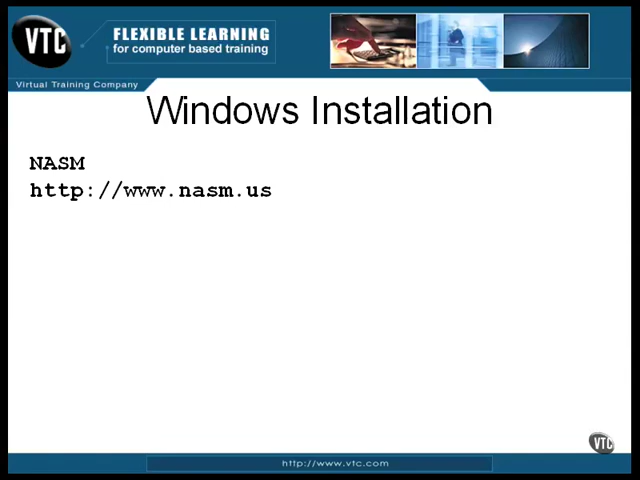 VTC
FLEXIBLE LEARNING
for computer based training
Virtual Training Company
Windows Installation
NASM
http://www.nasm.us
VTC
http://www.vtc.com